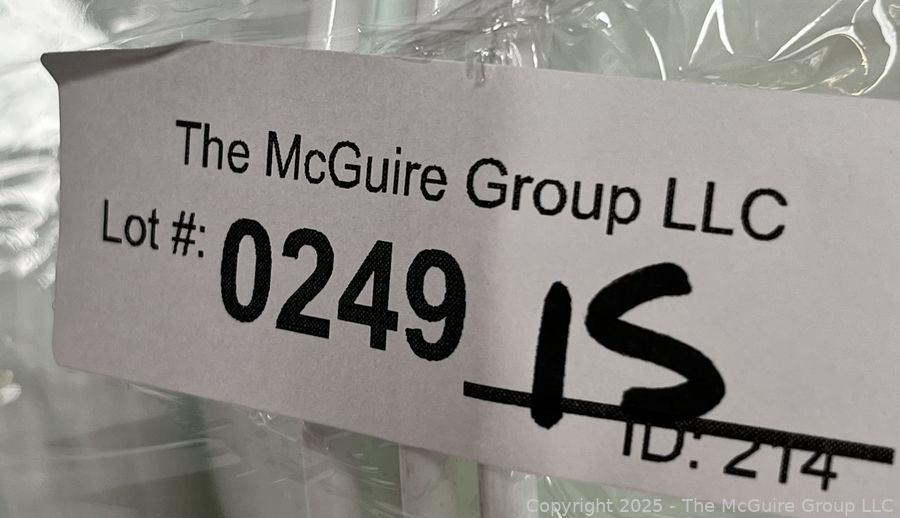 The McGuire Group LLC
Lot #: 0249 IS
ID: 214
Copyright 2025 - The McGuire Group LLC